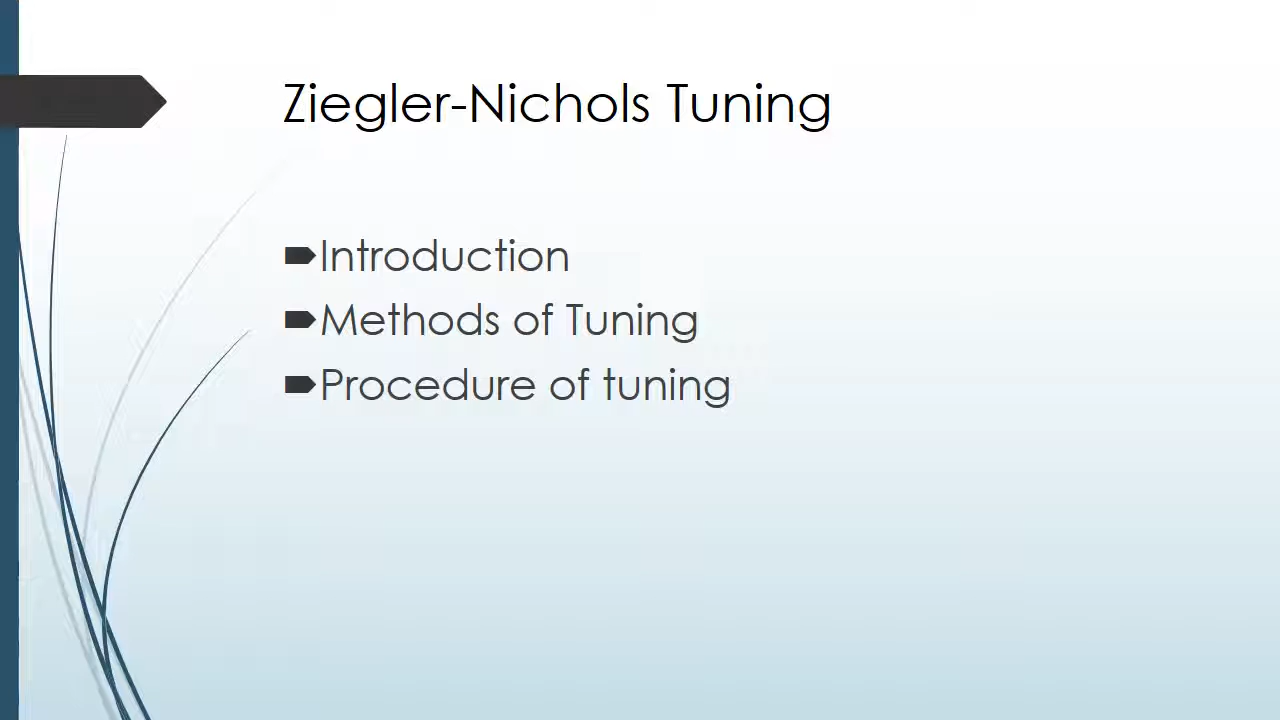 Ziegler-Nichols Tuning
Introduction
Methods of Tuning
Procedure of tuning